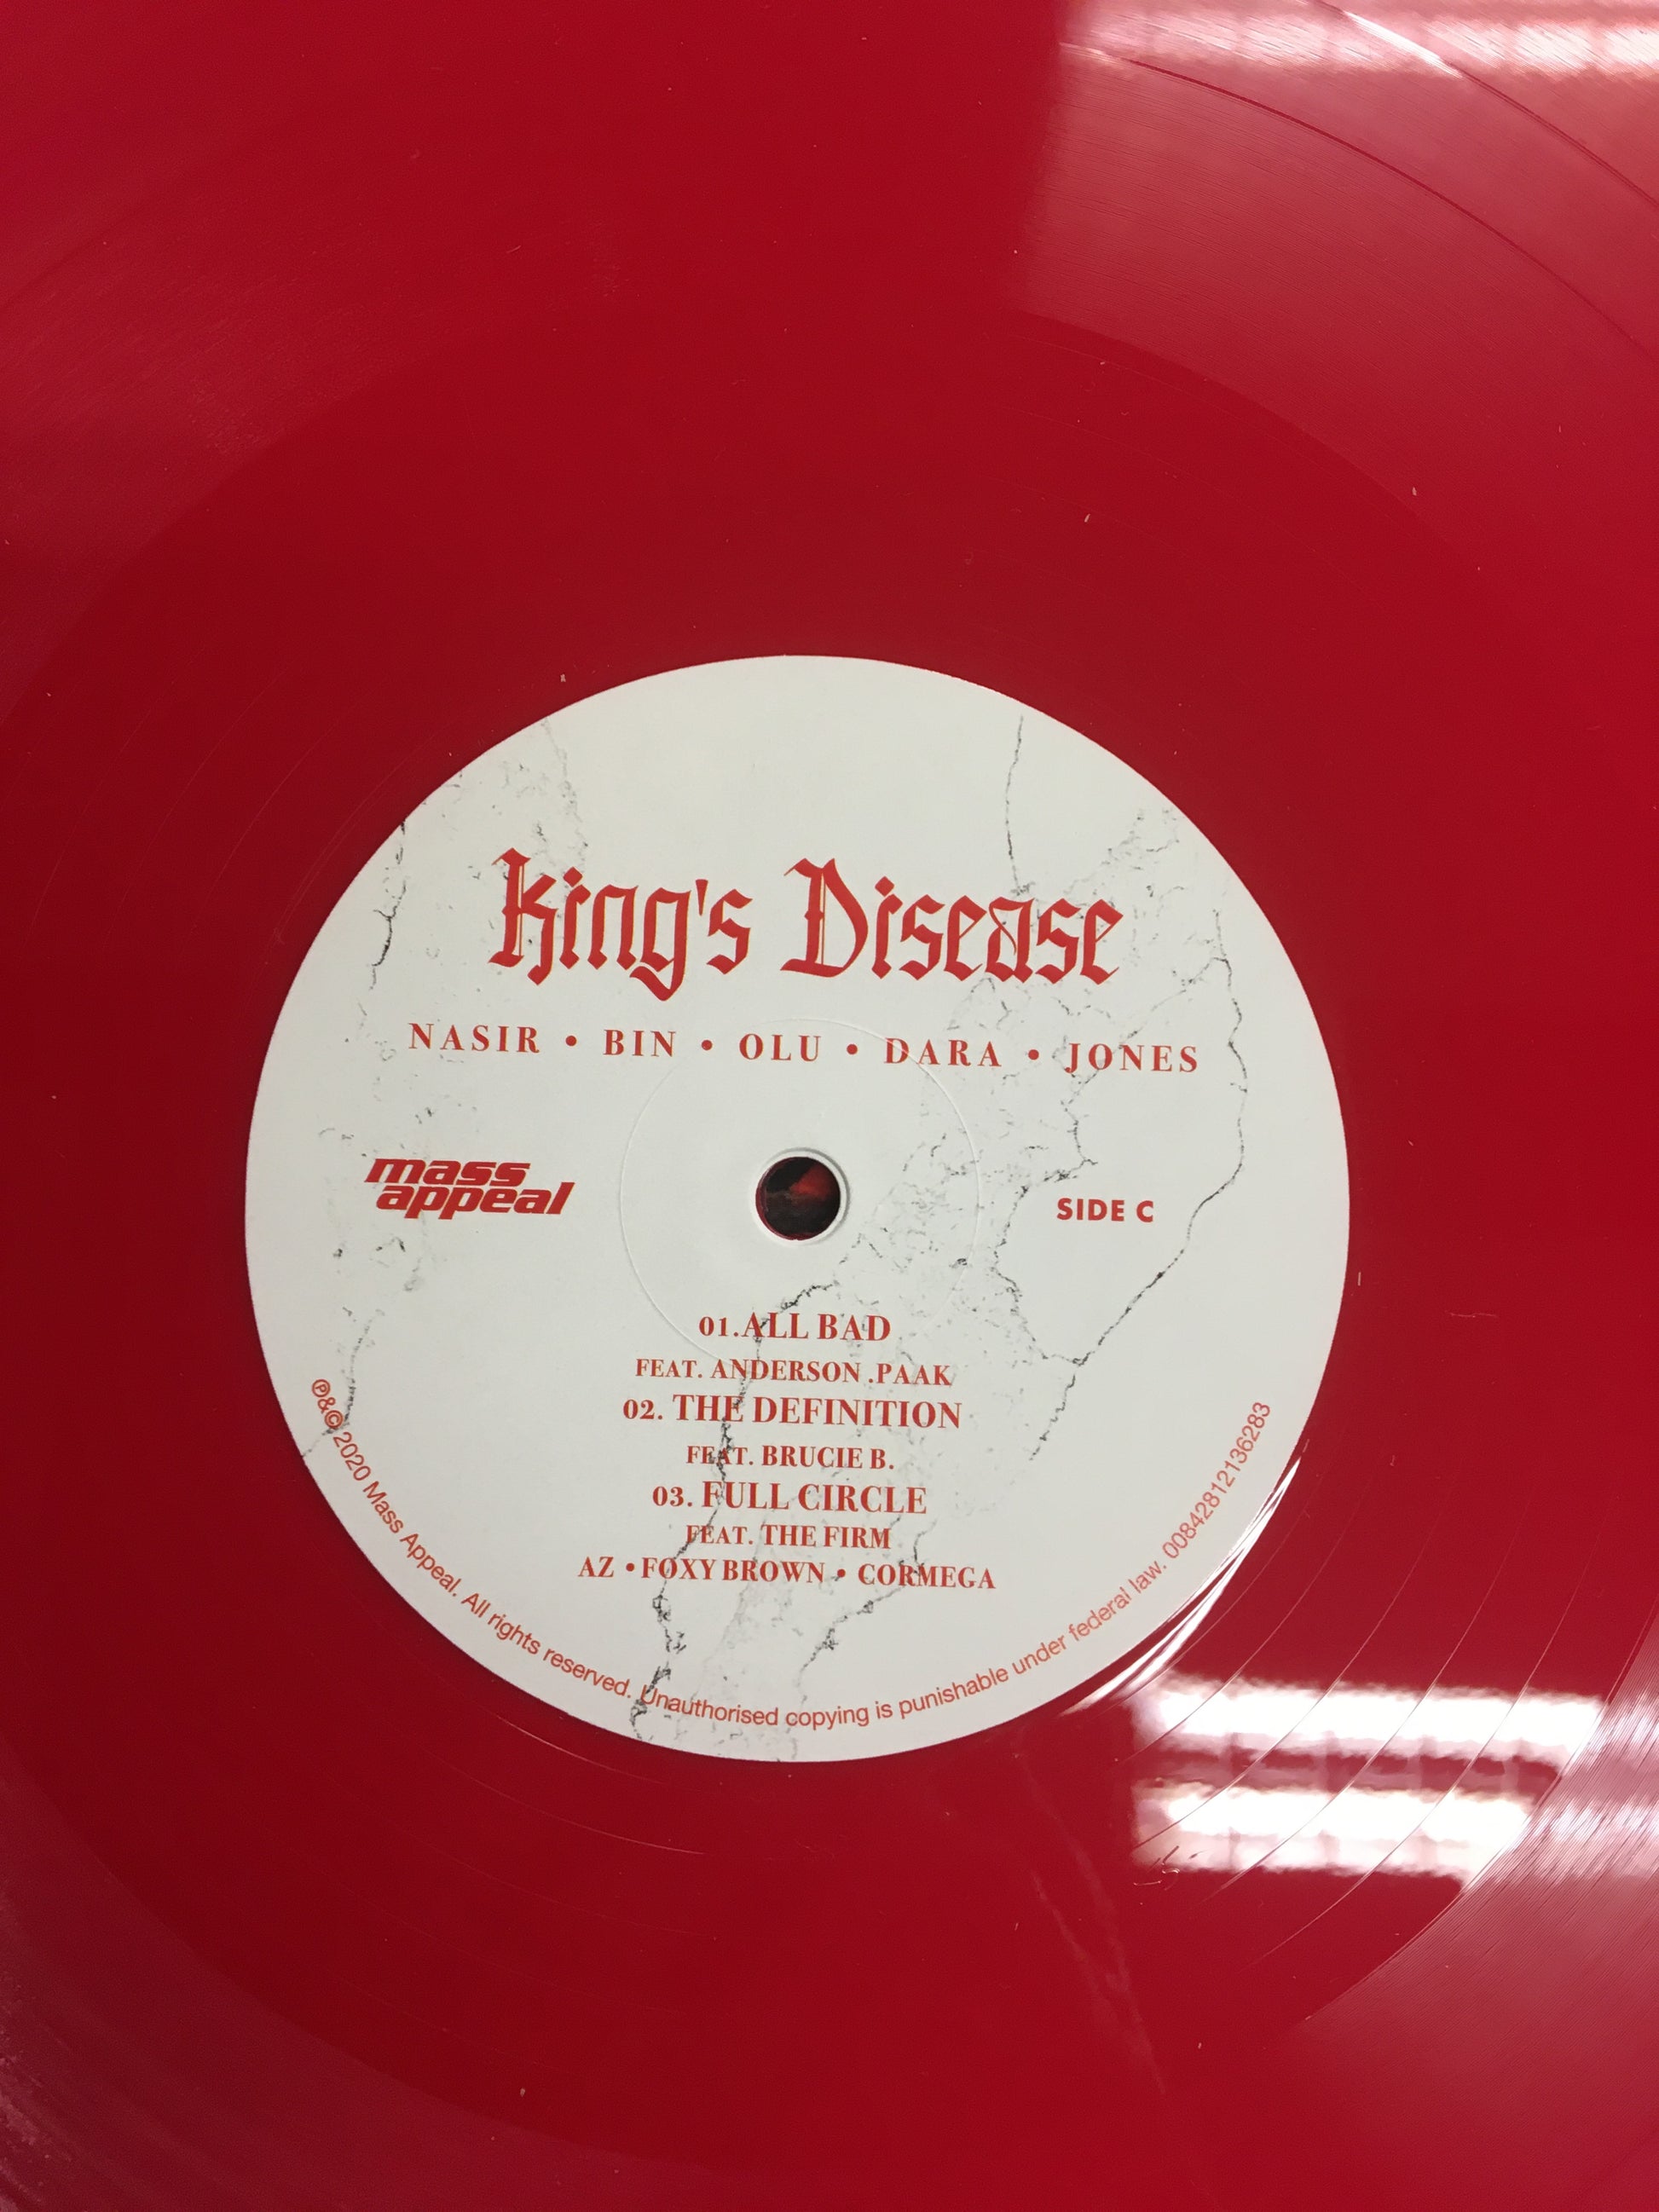 King's Disease
NASIR • BIN • OLU • DARA • JONES
mass
appeal
SIDE C
01.ALL BAD
FEAT. ANDERSON .PAAK
02. THE DEFINITION
FEAT. BRUCIE B.
03. FULL CIRCLE
FEAT. THE FIRM
AZ • FOXY BROWN • CORMEGA
℗&© 2020 Mass Appeal. All rights reserved. Unauthorised copying is punishable under federal law. 00842812136283